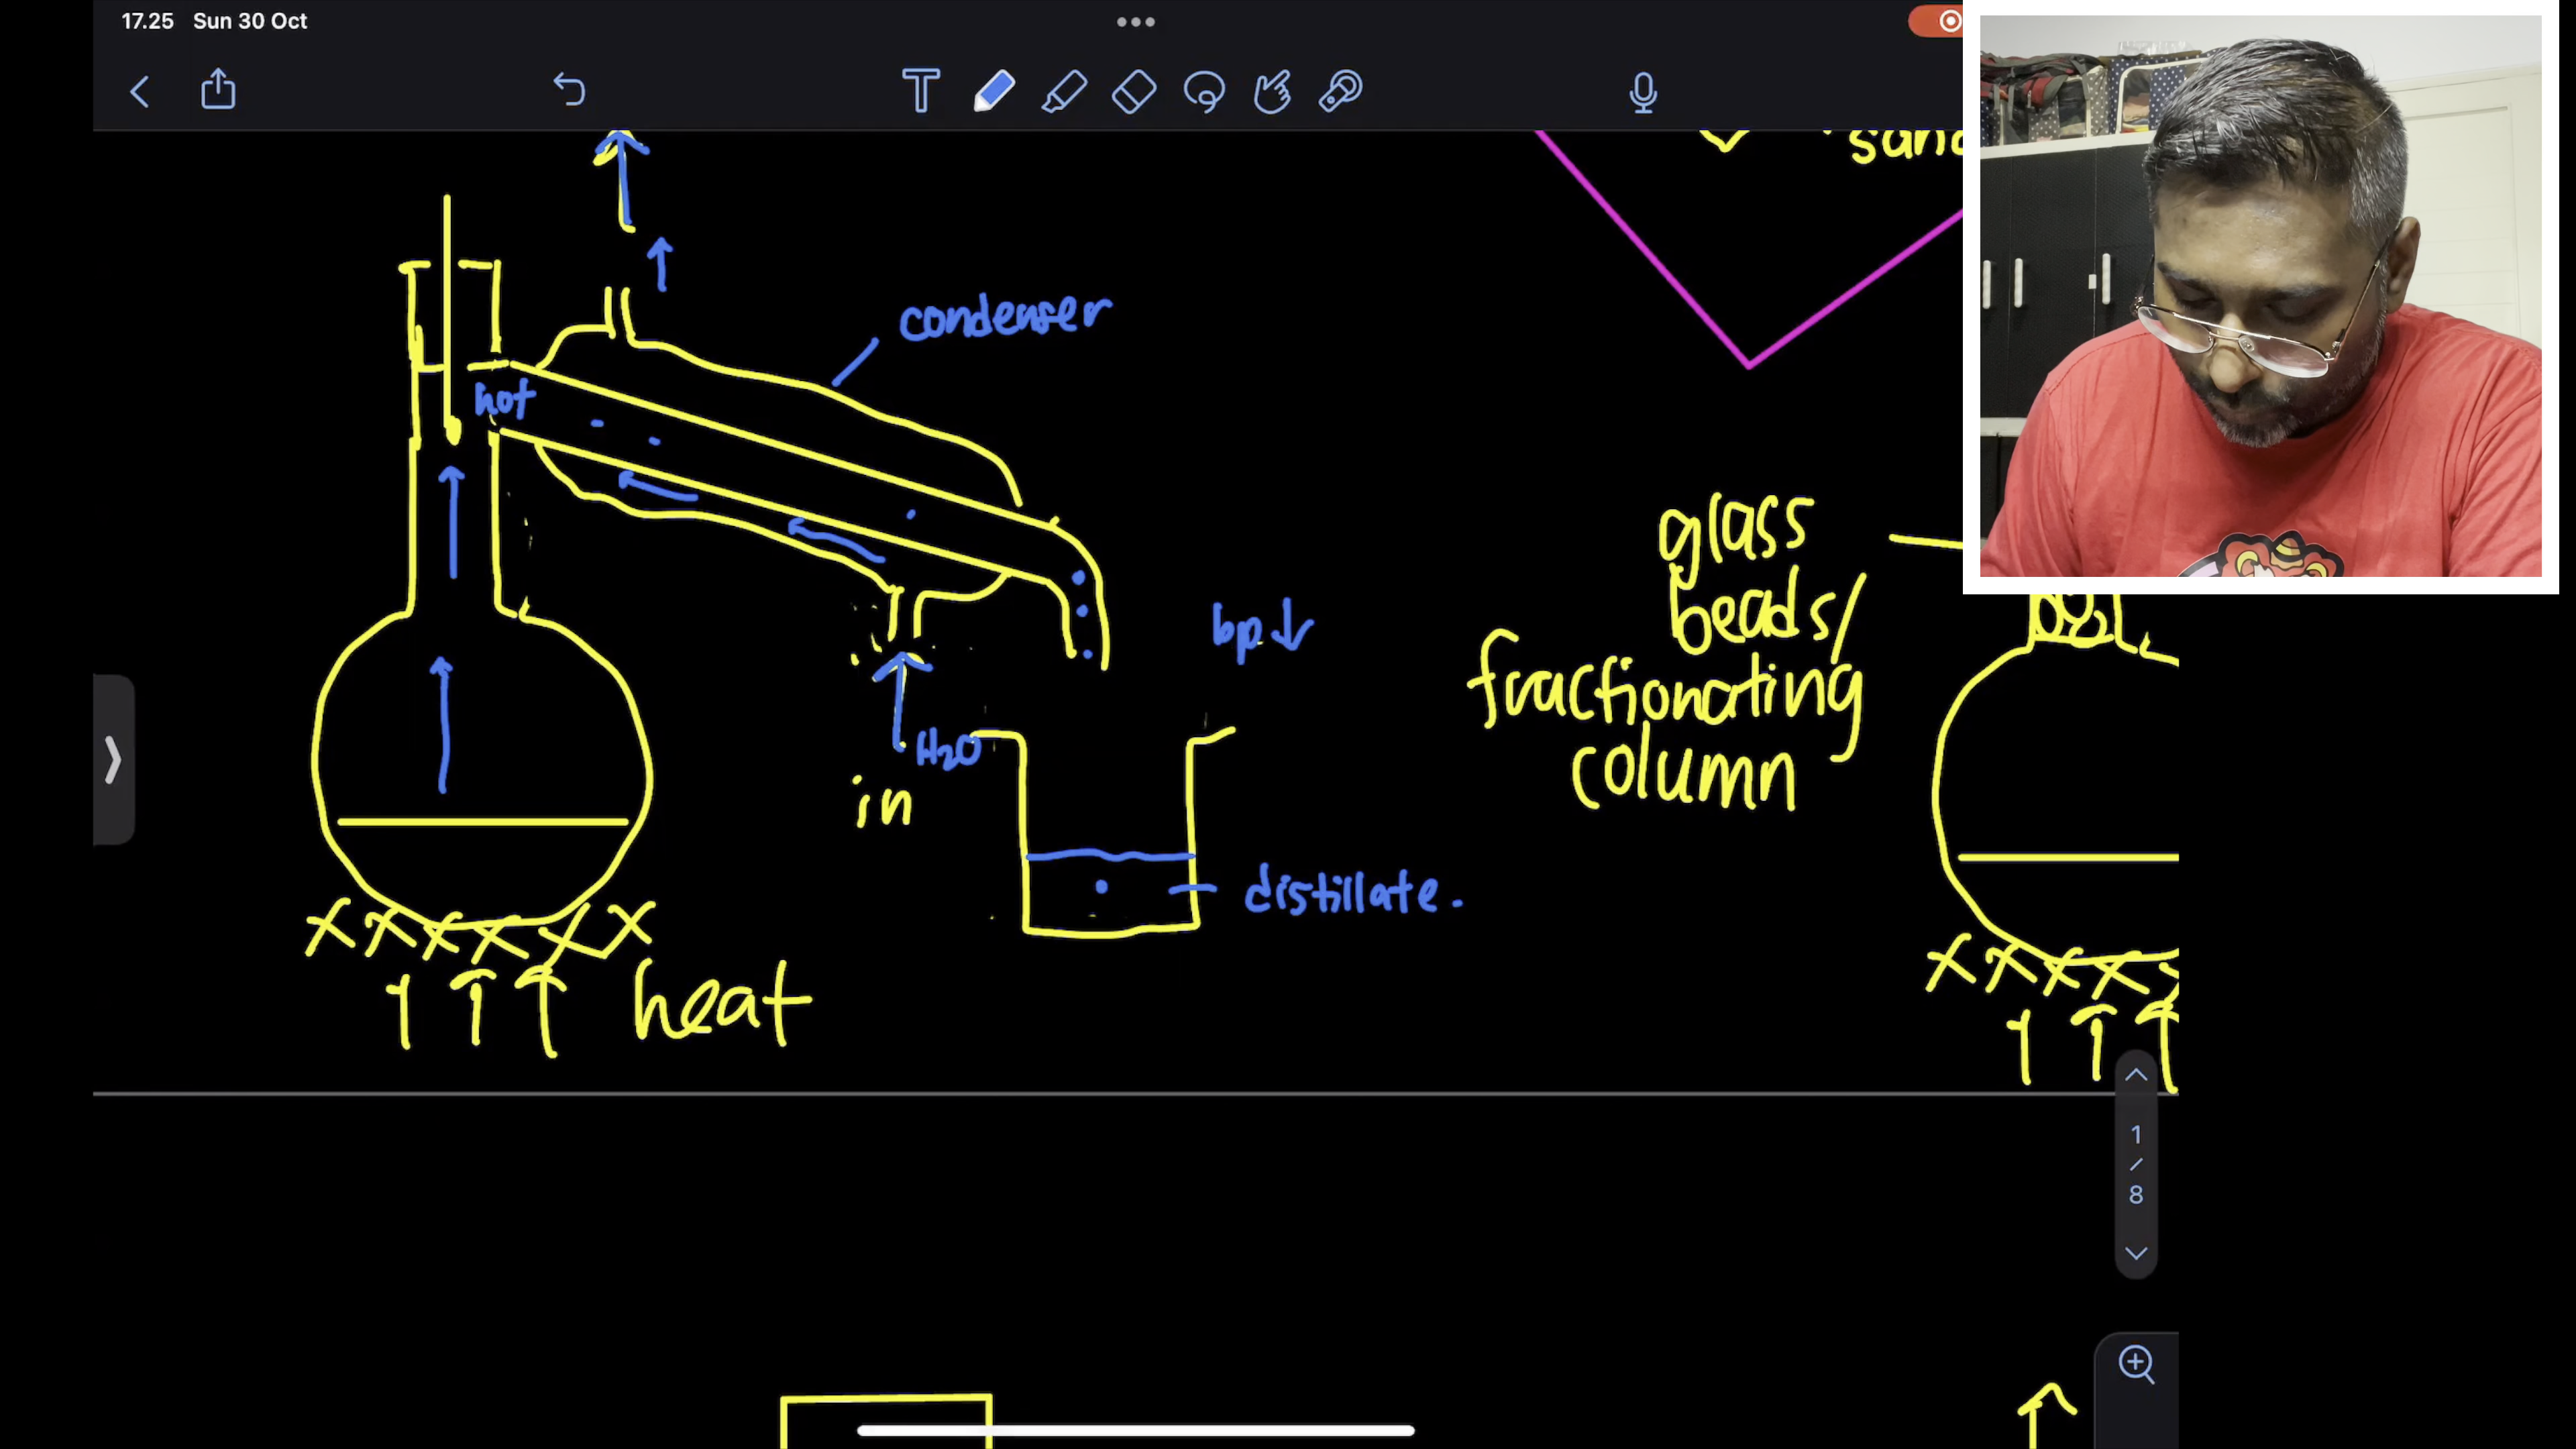 17.25 Sun 30 Oct
T
condenser
hot
glass
beads/
fractionating
column
bp↓
H2O
in
distillate.
heat
1
/
8